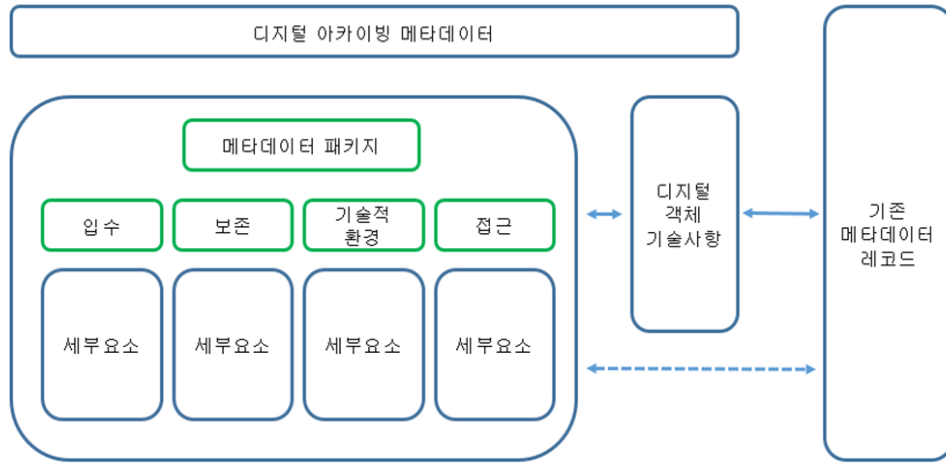 디지털 아카이빙 메타데이터
메타데이터 패키지
입수
보존
기술적
환경
접근
세부요소
세부요소
세부요소
세부요소
디지털
객체
기술사항
기존
메타데이터
레코드